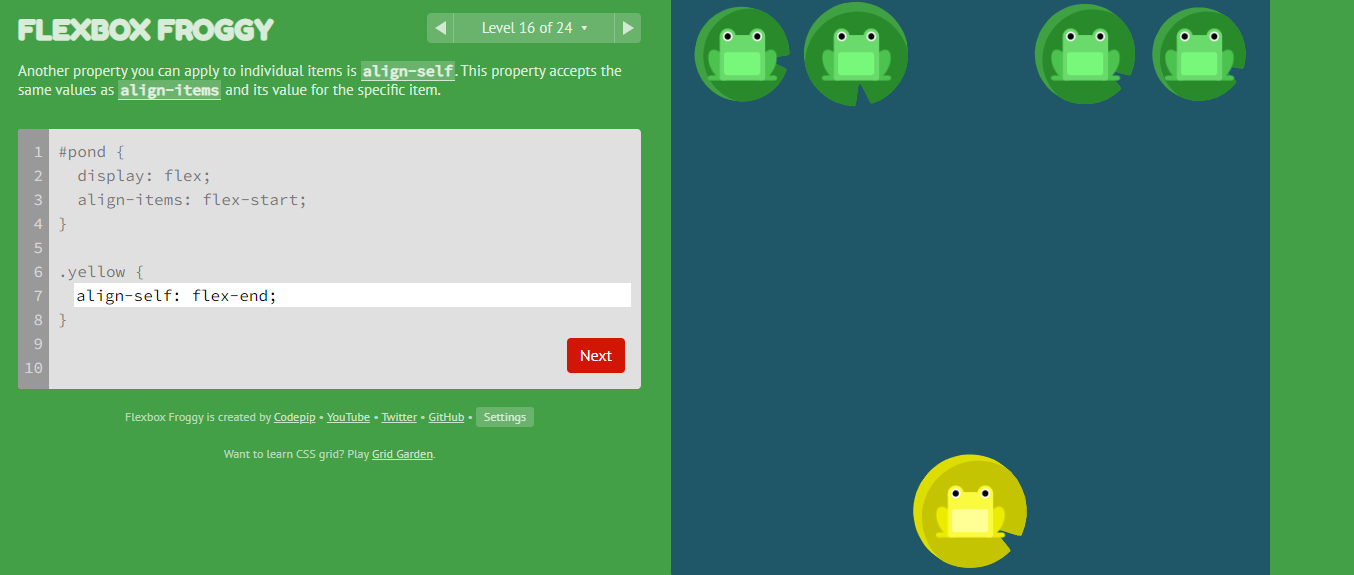 FLEXBOX FROGGY
◀ Level 16 of 24 ▾ ▶
Another property you can apply to individual items is align-self. This property accepts the
same values as align-items and its value for the specific item.
1 #pond {
2 display: flex;
3 align-items: flex-start;
4 }
5
6 .yellow {
7 align-self: flex-end;
8 }
9
10
Next
Flexbox Froggy is created by Codepip • YouTube • Twitter • GitHub • Settings
Want to learn CSS grid? Play Grid Garden.